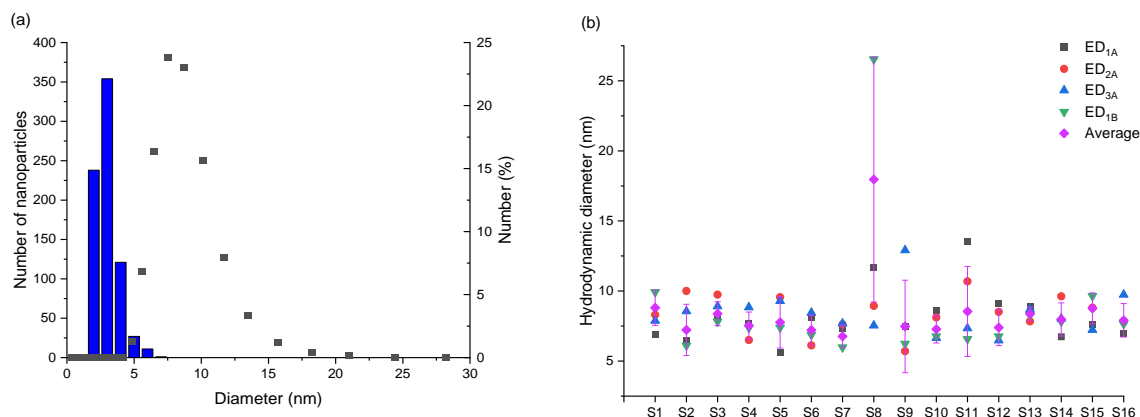 (a)
400
350
300
250
200
150
100
50
0
Number of nanoparticles
25
20
15
10
5
0
Number (%)
0 5 10 15 20 25 30
Diameter (nm)
(b)
25
20
15
10
5
Hydrodynamic diameter (nm)
ED1A
ED2A
ED3A
ED1B
Average
S1 S2 S3 S4 S5 S6 S7 S8 S9 S10 S11 S12 S13 S14 S15 S16